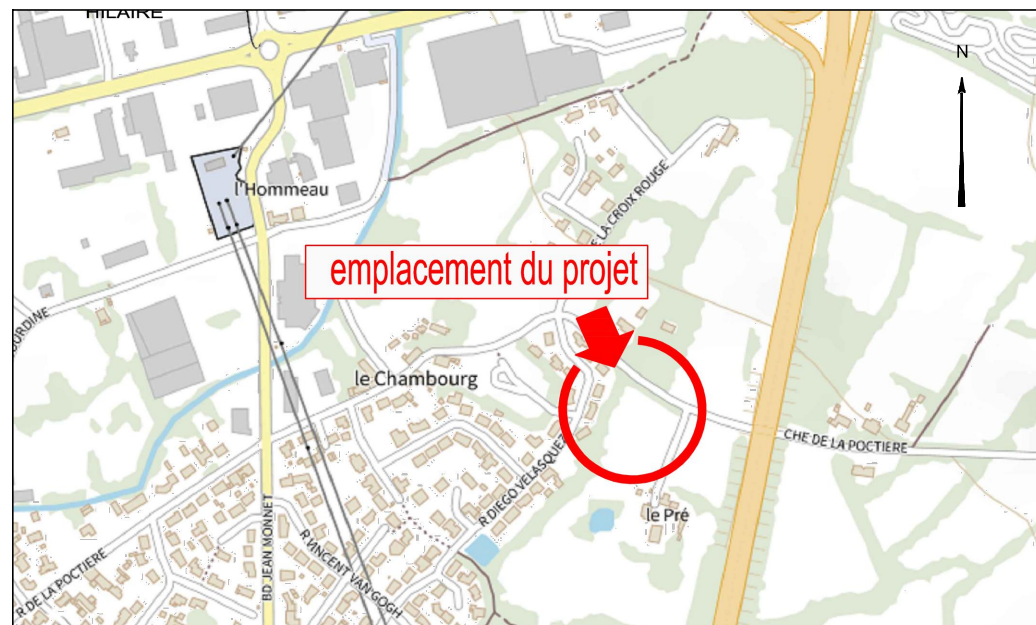 HILAIRE
N
l'Hommeau
E LA CROIX ROUGE
emplacement du projet
OURDINE
le Chambourg
CHE DE LA POCTIERE
R DIEGO VELASQUEZ
le Pré
BD JEAN MONNET
R VINCENT VAN GOGH
R DE LA POCTIERE